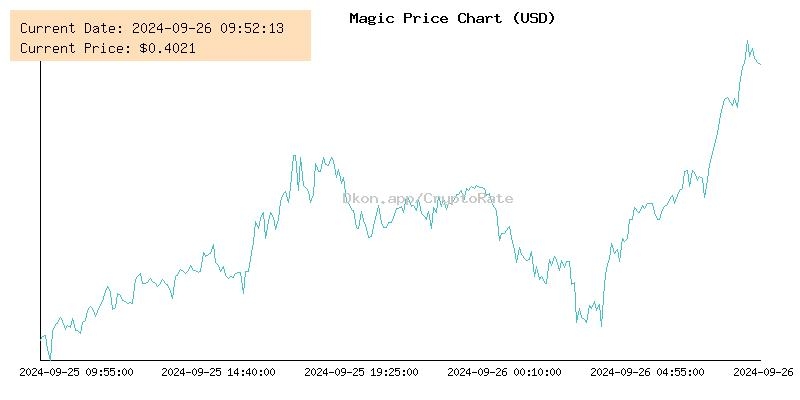 Magic Price Chart (USD)
Current Date: 2024-09-26 09:52:13
Current Price: $0.4021
Dkon.app/CryptoRate
2024-09-25 09:55:00
2024-09-25 14:40:00
2024-09-25 19:25:00
2024-09-26 00:10:00
2024-09-26 04:55:00
2024-09-26